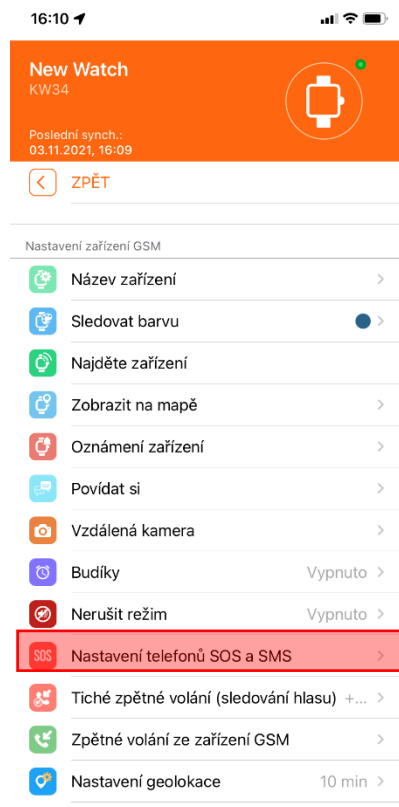 16:10
New Watch
KW34
Poslední synch.:
03.11.2021, 16:09
ZPĚT
Nastavení zařízení GSM
Název zařízení
Sledovat barvu
Najděte zařízení
Zobrazit na mapě
Oznámení zařízení
Povídat si
Vzdálená kamera
Budíky Vypnuto
Nerušit režim Vypnuto
SOS Nastavení telefonů SOS a SMS
Tiché zpětné volání (sledování hlasu) +...
Zpětné volání ze zařízení GSM
Nastavení geolokace 10 min